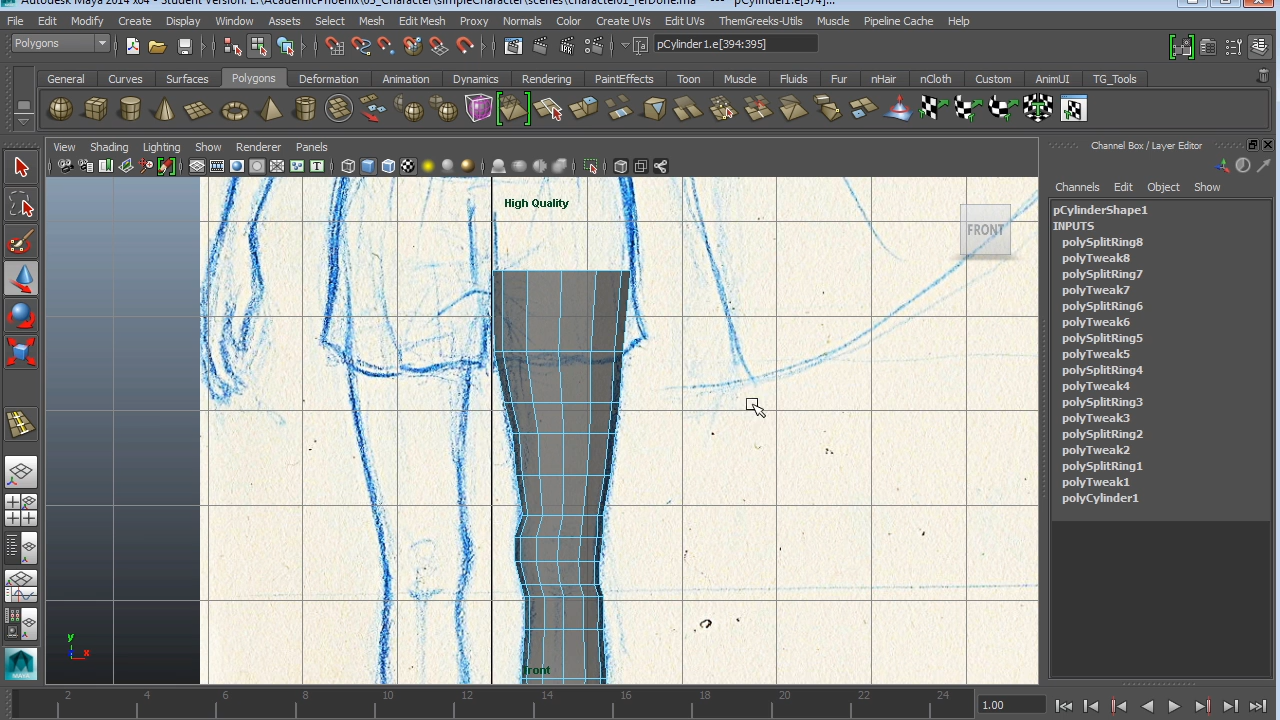 Autodesk Maya 2014 x64 - Student Version: E:\AcademicPhoenix\03_Character\simpleCharacter\scenes\character01_refDone.ma --- pCylinder1.e[374]...
File Edit Modify Create Display Window Assets Select Mesh Edit Mesh Proxy Normals Color Create UVs Edit UVs ThemGreeks-Utils Muscle Pipeline Cache Help
Polygons pCylinder1.e[394:395]
General Curves Surfaces Polygons Deformation Animation Dynamics Rendering PaintEffects Toon Muscle Fluids Fur nHair nCloth Custom AnimUI TG_Tools
View Shading Lighting Show Renderer Panels
Channel Box / Layer Editor
Channels Edit Object Show
High Quality
FRONT
pCylinderShape1
INPUTS
polySplitRing8
polyTweak8
polySplitRing7
polyTweak7
polySplitRing6
polyTweak6
polySplitRing5
polyTweak5
polySplitRing4
polyTweak4
polySplitRing3
polyTweak3
polySplitRing2
polyTweak2
polySplitRing1
polyTweak1
polyCylinder1
y
x
front
2 4 6 8 10 12 14 16 18 20 22 24 1.00